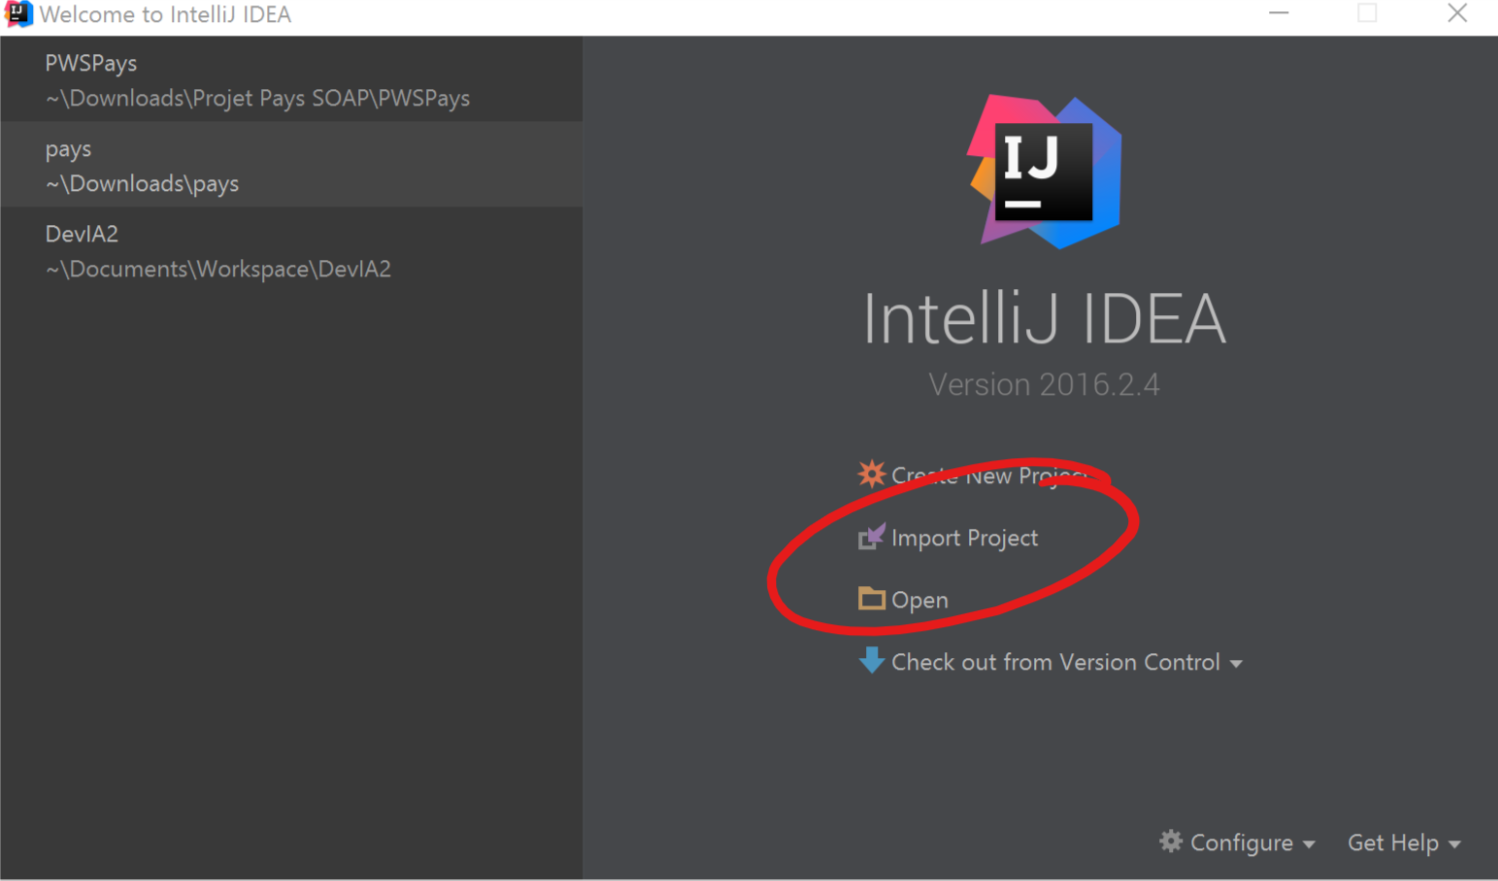 Welcome to IntelliJ IDEA
PWSPays
~\Downloads\Projet Pays SOAP\PWSPays
pays
~\Downloads\pays
DevIA2
~\Documents\Workspace\DevIA2
IJ
IntelliJ IDEA
Version 2016.2.4
Create New Project
Import Project
Open
Check out from Version Control
Configure
Get Help